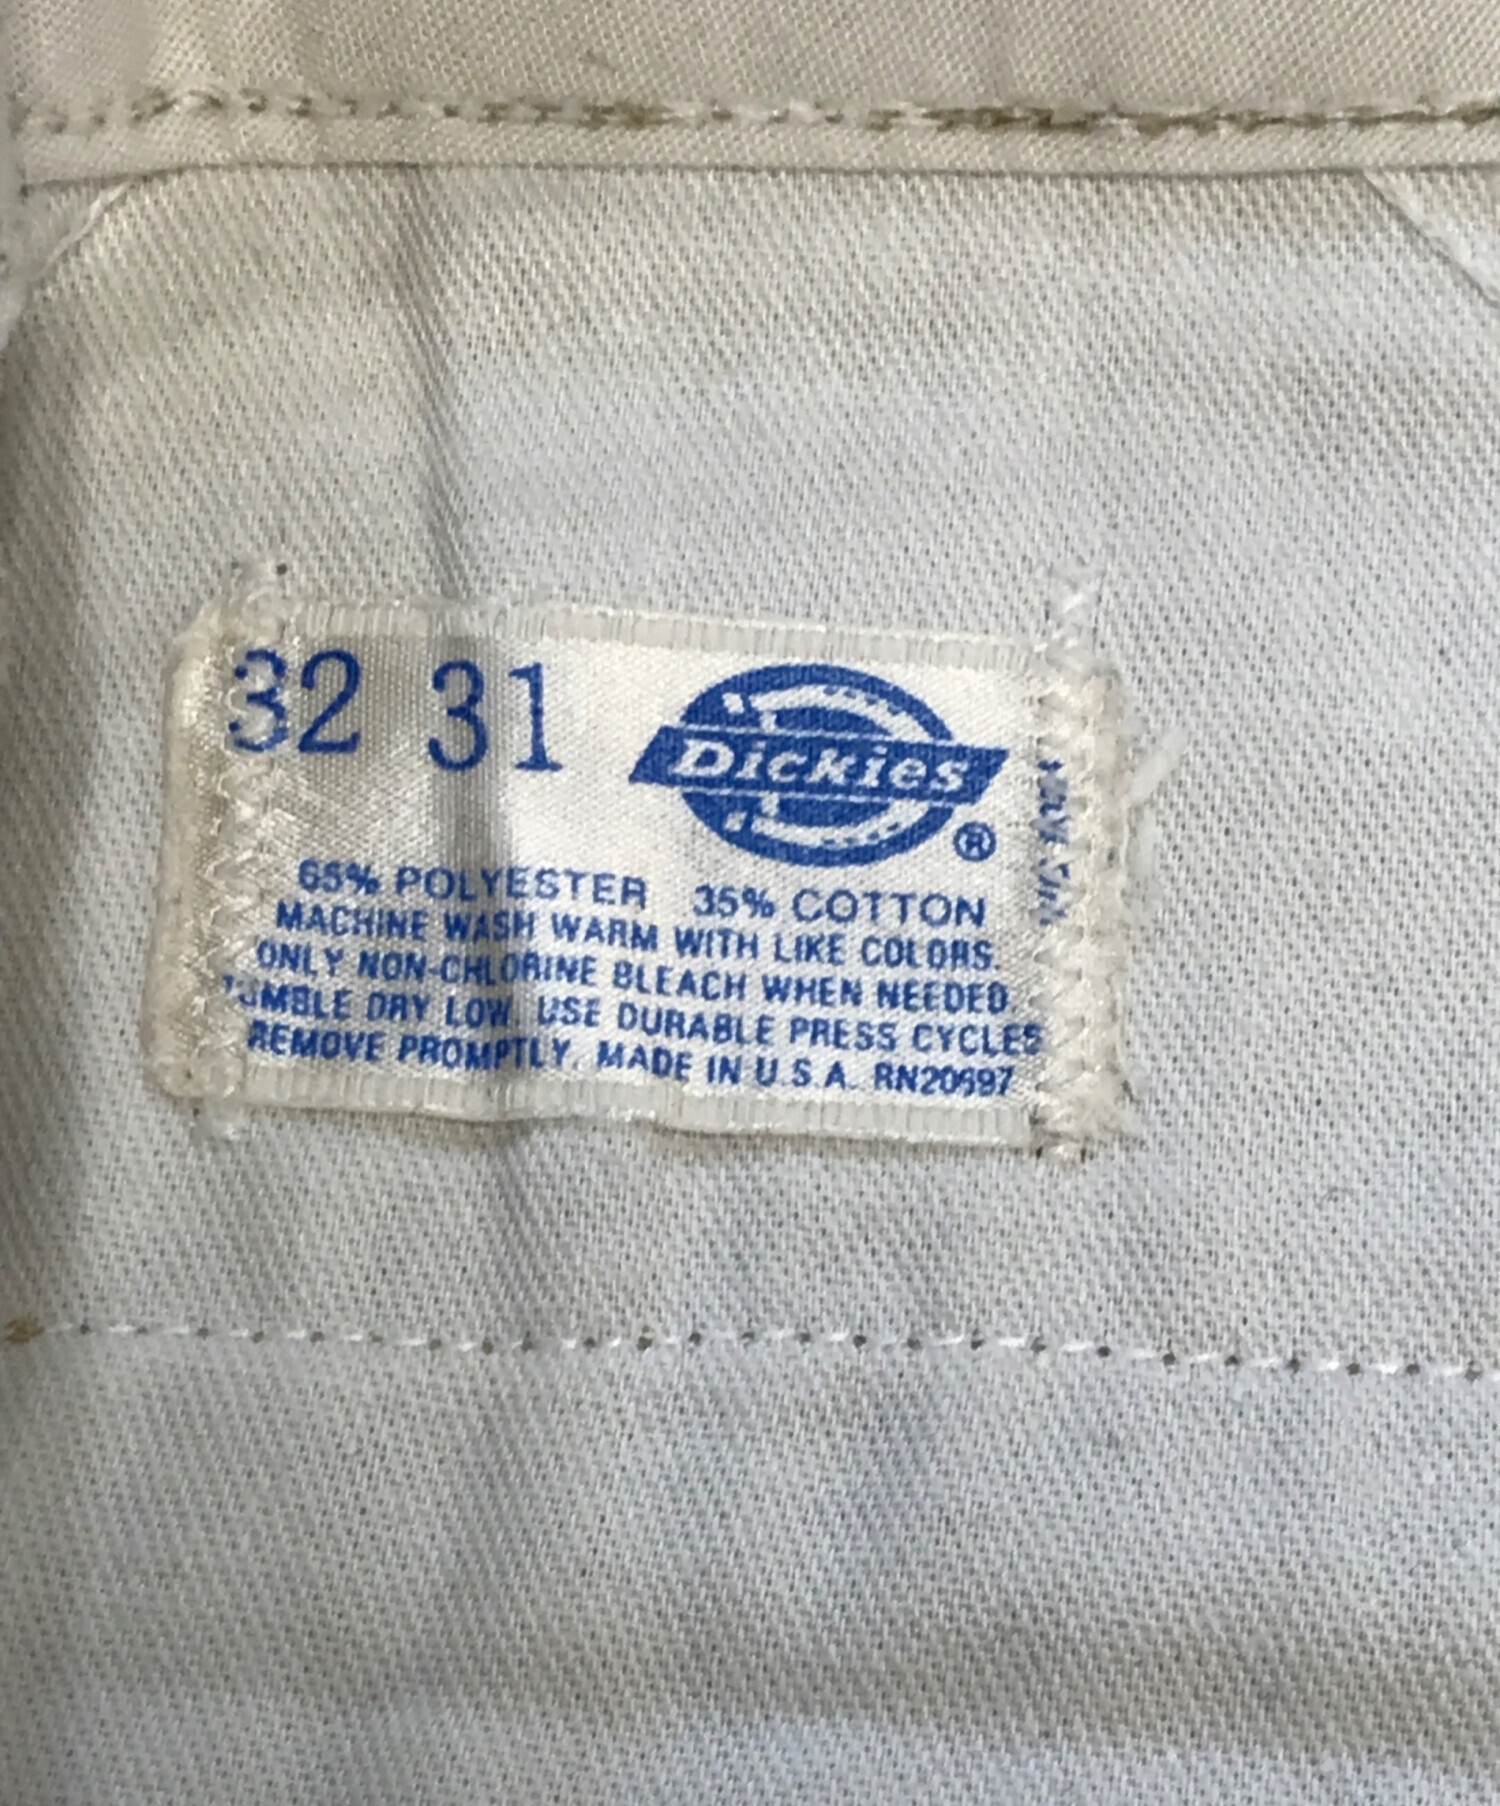 32 31
Dickies ®
65% POLYESTER 35% COTTON
MACHINE WASH WARM WITH LIKE COLORS.
ONLY NON-CHLORINE BLEACH WHEN NEEDED
TUMBLE DRY LOW. USE DURABLE PRESS CYCLES
REMOVE PROMPTLY. MADE IN U.S.A. RN20697